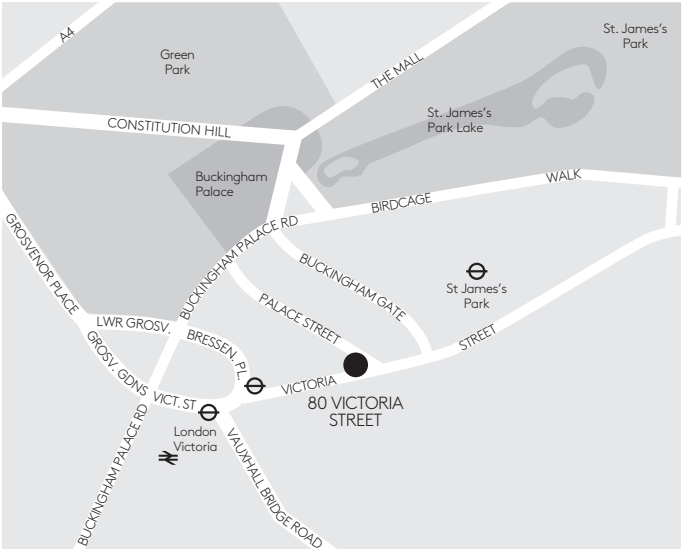 A4
Green
Park
St. James's
Park
THE MALL
St. James's
Park Lake
CONSTITUTION HILL
Buckingham
Palace
WALK
BIRDCAGE
BUCKINGHAM PALACE RD
GROSVENOR PLACE
BUCKINGHAM GATE
St James's
Park
PALACE STREET
LWR GROSV.
BRESSEN. PL.
STREET
GROSV. GDNS
VICT. ST
VICTORIA
80 VICTORIA
STREET
London
Victoria
BUCKINGHAM PALACE RD
VAUXHALL BRIDGE ROAD